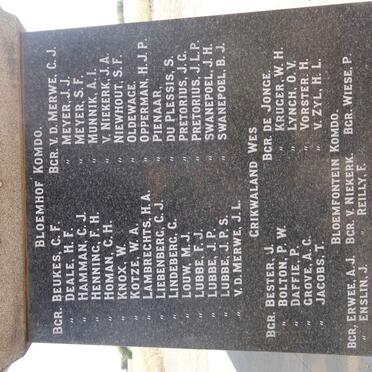 BLOEMHOF KOMDO.
BGR. BEUKES, C.F. BGR. V.D. MERWE, C.J.
" BEALE, H.F. " MEYER, J.J.
" HAMMAN, C.J. " MEYER, S.F.
" HENNING, F.H. " MUNNIK, A.I.
" HOMAN, C.H. " V. NIEKERK, J.A.
" KNOX, W. " NIEWHOUT, S.F.
" KOTZE, W.A. " OLDEWAGE.
" LAMBRECHTS, H.A. " OPPERMAN, H.J.P.
" LIEBENBERG, C.J. " PIENAAR,
" LINDEBERG, C. " DU PLESSIS, S.
" LOUW, M.J. " PRETORIUS, J.C.
" LUBBE, F.J. " PRETORIUS, J.L.P.
" LUBBE, J.P. " SWANEPOEL, J.H.
" LUBBE, J.P.S. " SWANEPOEL, B.J.
" V.D. MERWE, J.L.
GRIKWALAND WES
BGR. BESTER, J. BGR. DE JONGE.
" BOLTON, P.W. " KRUGER, W.H.
" DAFFIE, P. " LYNCH, O.V.
" GROVE, A.C. " VORSTER, H.
" JACOBS, T. " V. ZYL, H.L.
BLOEMFONTEIN KOMDO.
BGR. ERWEE, A.J. BGR. V. NIEKERK. BGR. WIESE, P.
" ENSLIN, J. " REILLY, F.